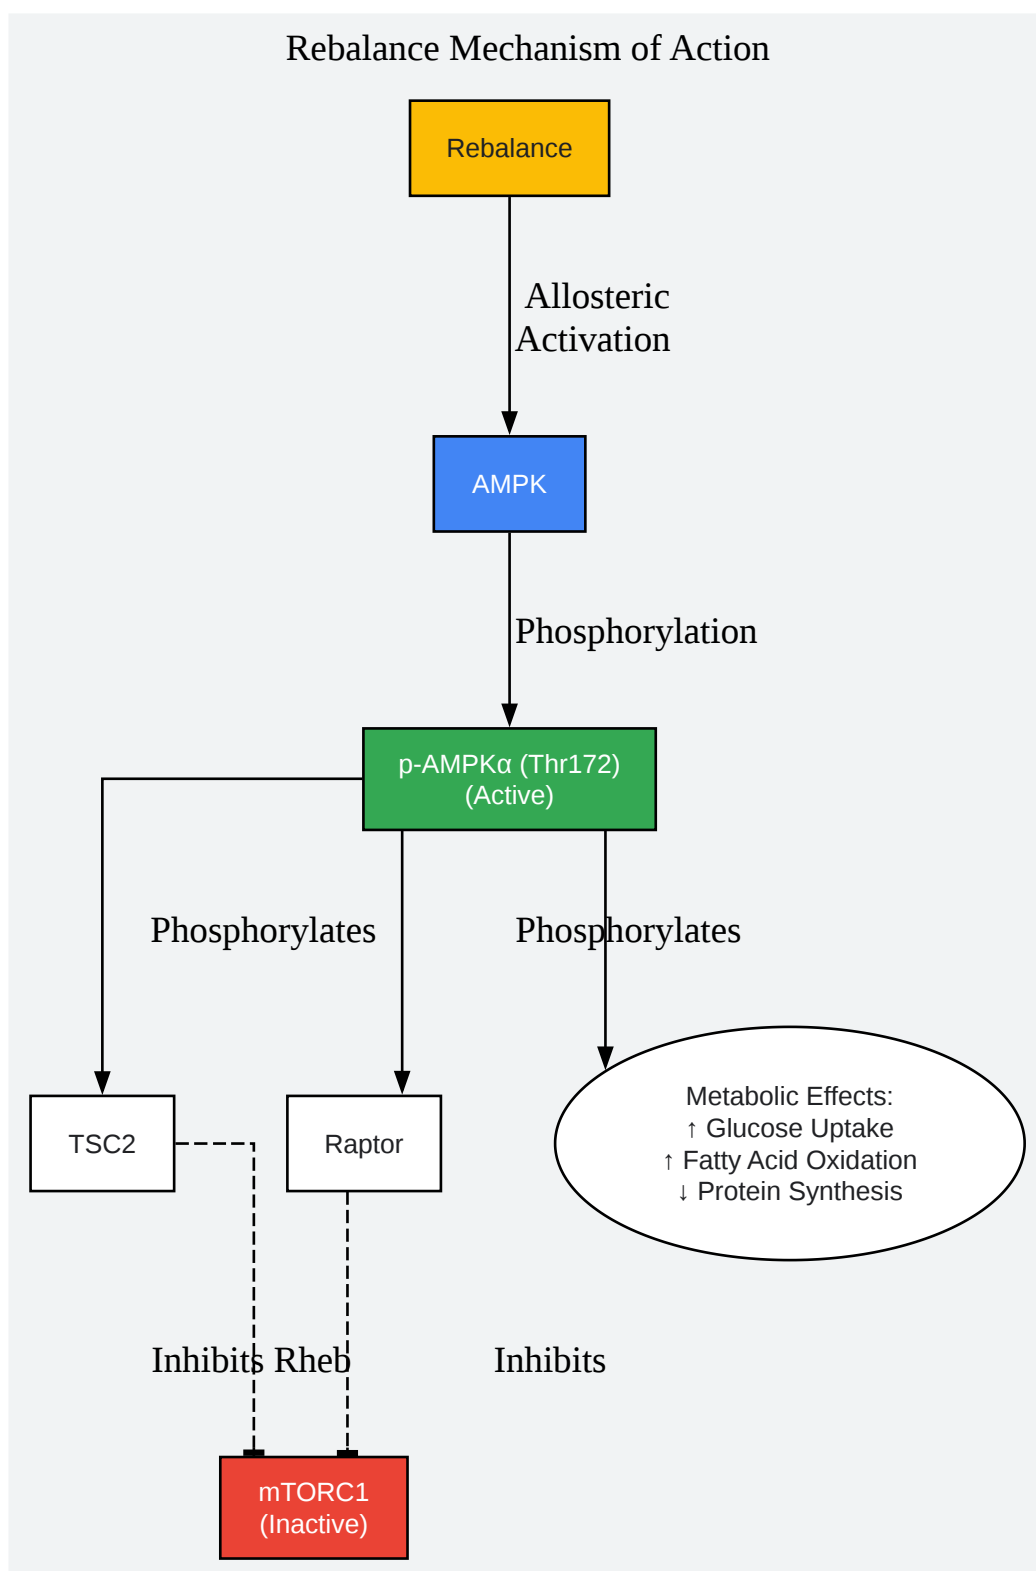 Rebalance Mechanism of Action
Rebalance
Allosteric
Activation
AMPK
Phosphorylation
p-AMPKα (Thr172)
(Active)
Phosphorylates
Phosphorylates
TSC2
Raptor
Metabolic Effects:
↑ Glucose Uptake
↑ Fatty Acid Oxidation
↓ Protein Synthesis
Inhibits Rheb
Inhibits
mTORC1
(Inactive)